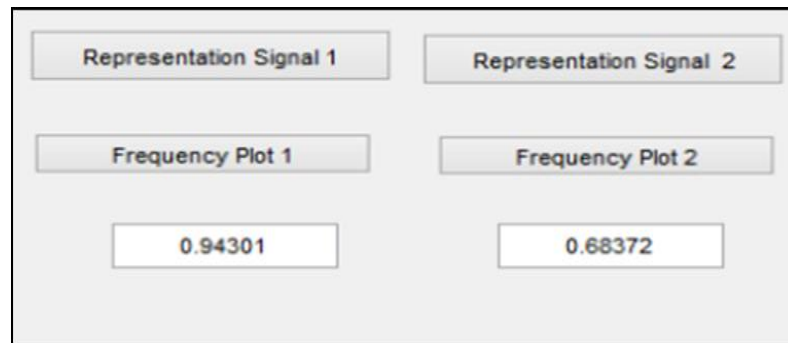 Representation Signal 1
Representation Signal 2
Frequency Plot 1
Frequency Plot 2
0.94301
0.68372